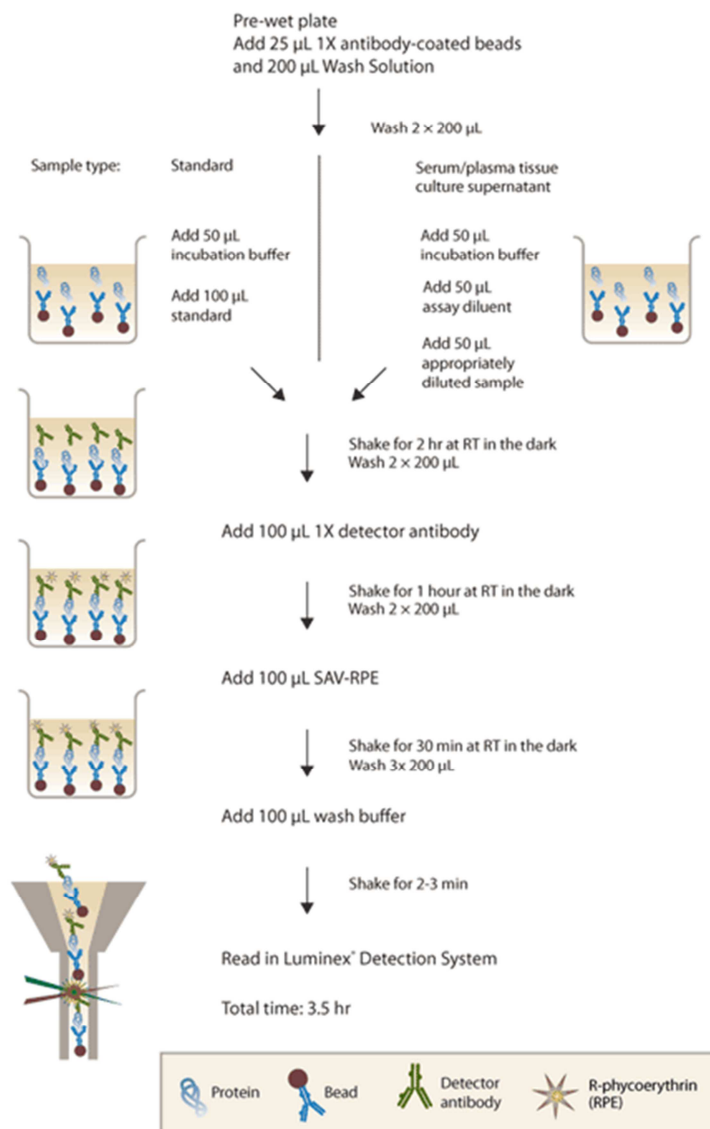 Pre-wet plate
Add 25 µL 1X antibody-coated beads
and 200 µL Wash Solution
Wash 2 × 200 µL
Sample type:
Standard
Serum/plasma tissue
culture supernatant
Add 50 µL
incubation buffer
Add 100 µL
standard
Add 50 µL
incubation buffer
Add 50 µL
assay diluent
Add 50 µL
appropriately
diluted sample
Shake for 2 hr at RT in the dark
Wash 2 × 200 µL
Add 100 µL 1X detector antibody
Shake for 1 hour at RT in the dark
Wash 2 × 200 µL
Add 100 µL SAV-RPE
Shake for 30 min at RT in the dark
Wash 3x 200 µL
Add 100 µL wash buffer
Shake for 2-3 min
Read in Luminex® Detection System
Total time: 3.5 hr
Protein
Bead
Detector
antibody
R-phycoerythrin
(RPE)